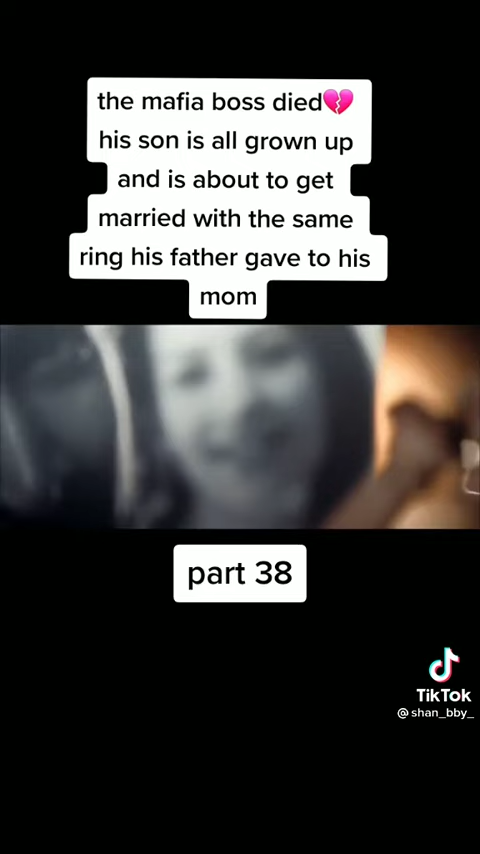 the mafia boss died💔
his son is all grown up
and is about to get
married with the same
ring his father gave to his
mom
part 38
TikTok
@shan_bby_